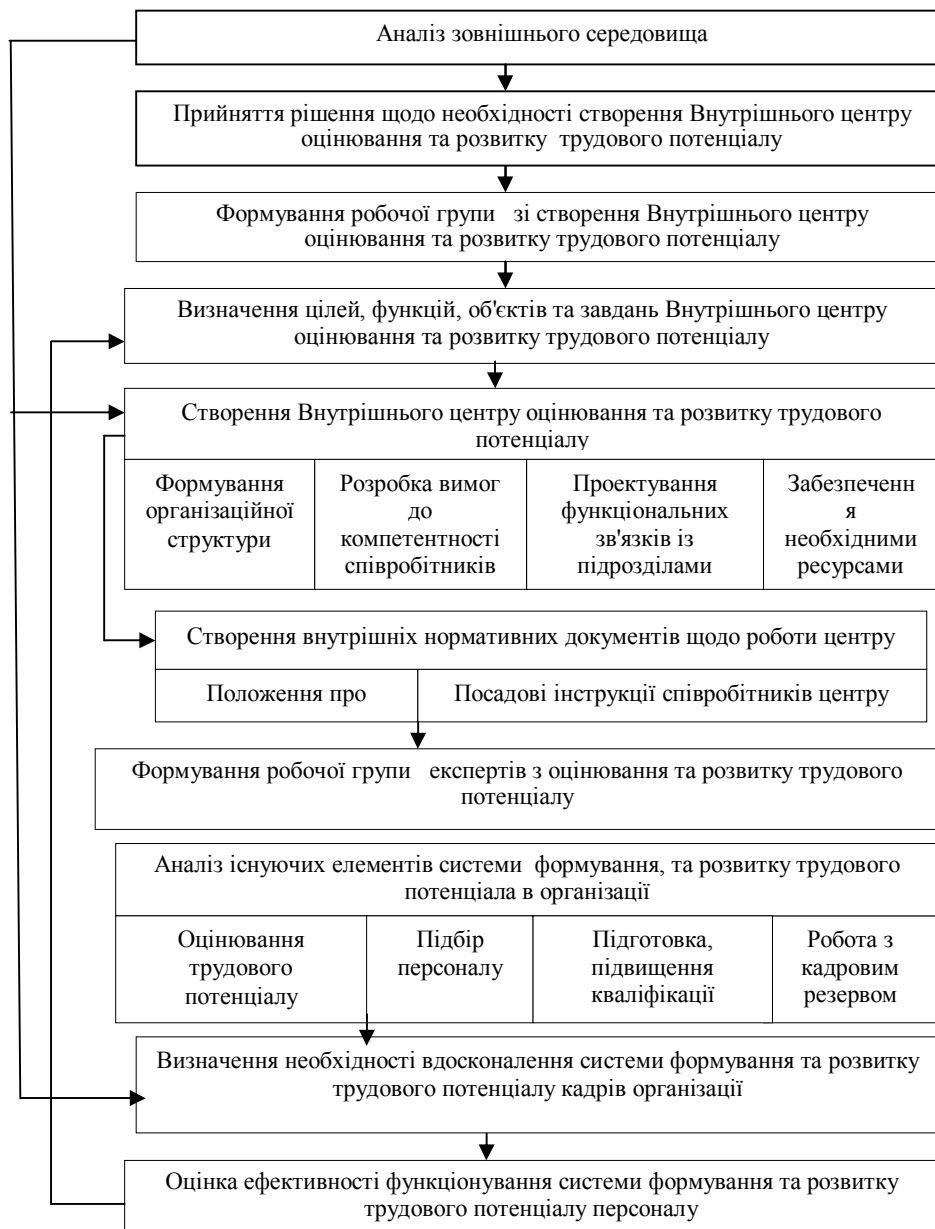 Аналіз зовнішнього середовища
Прийняття рішення щодо необхідності створення Внутрішнього центру
оцінювання та розвитку трудового потенціалу
Формування робочої групи зі створення Внутрішнього центру
оцінювання та розвитку трудового потенціалу
Визначення цілей, функцій, об'єктів та завдань Внутрішнього центру
оцінювання та розвитку трудового потенціалу
Створення Внутрішнього центру оцінювання та розвитку трудового
потенціалу
Формування
організаційної
структури
Розробка вимог
до
компетентності
співробітників
Проектування
функціональних
зв'язків із
підрозділами
Забезпеченн
я
необхідними
ресурсами
Створення внутрішніх нормативних документів щодо роботи центру
Положення про
Посадові інструкції співробітників центру
Формування робочої групи експертів з оцінювання та розвитку трудового
потенціалу
Аналіз існуючих елементів системи формування, та розвитку трудового
потенціала в організації
Оцінювання
трудового
потенціалу
Підбір
персоналу
Підготовка,
підвищення
кваліфікації
Робота з
кадровим
резервом
Визначення необхідності вдосконалення системи формування та розвитку
трудового потенціалу кадрів організації
Оцінка ефективності функціонування системи формування та розвитку
трудового потенціалу персоналу